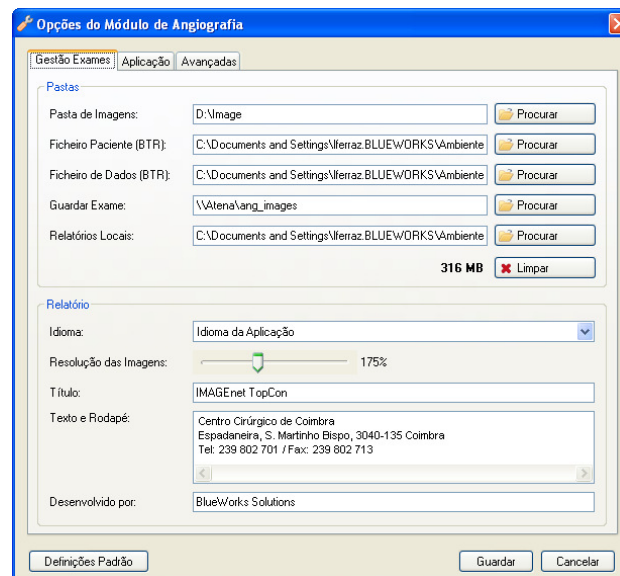 Opções do Módulo de Angiografia
Gestão Exames Aplicação Avançadas
Pastas
Pasta de Imagens: D:\Image Procurar
Ficheiro Paciente (BTR): C:\Documents and Settings\lferraz.BLUEWORKS\Ambiente Procurar
Ficheiro de Dados (BTR): C:\Documents and Settings\lferraz.BLUEWORKS\Ambiente Procurar
Guardar Exame: \\Atena\ang_images Procurar
Relatórios Locais: C:\Documents and Settings\lferraz.BLUEWORKS\Ambiente Procurar
316 MB Limpar
Relatório
Idioma: Idioma da Aplicação
Resolução das Imagens: 175%
Título: IMAGEnet TopCon
Texto e Rodapé: Centro Cirúrgico de Coimbra
Espadaneira, S. Martinho Bispo, 3040-135 Coimbra
Tel: 239 802 701 / Fax: 239 802 713
Desenvolvido por: BlueWorks Solutions
Definições Padrão Guardar Cancelar